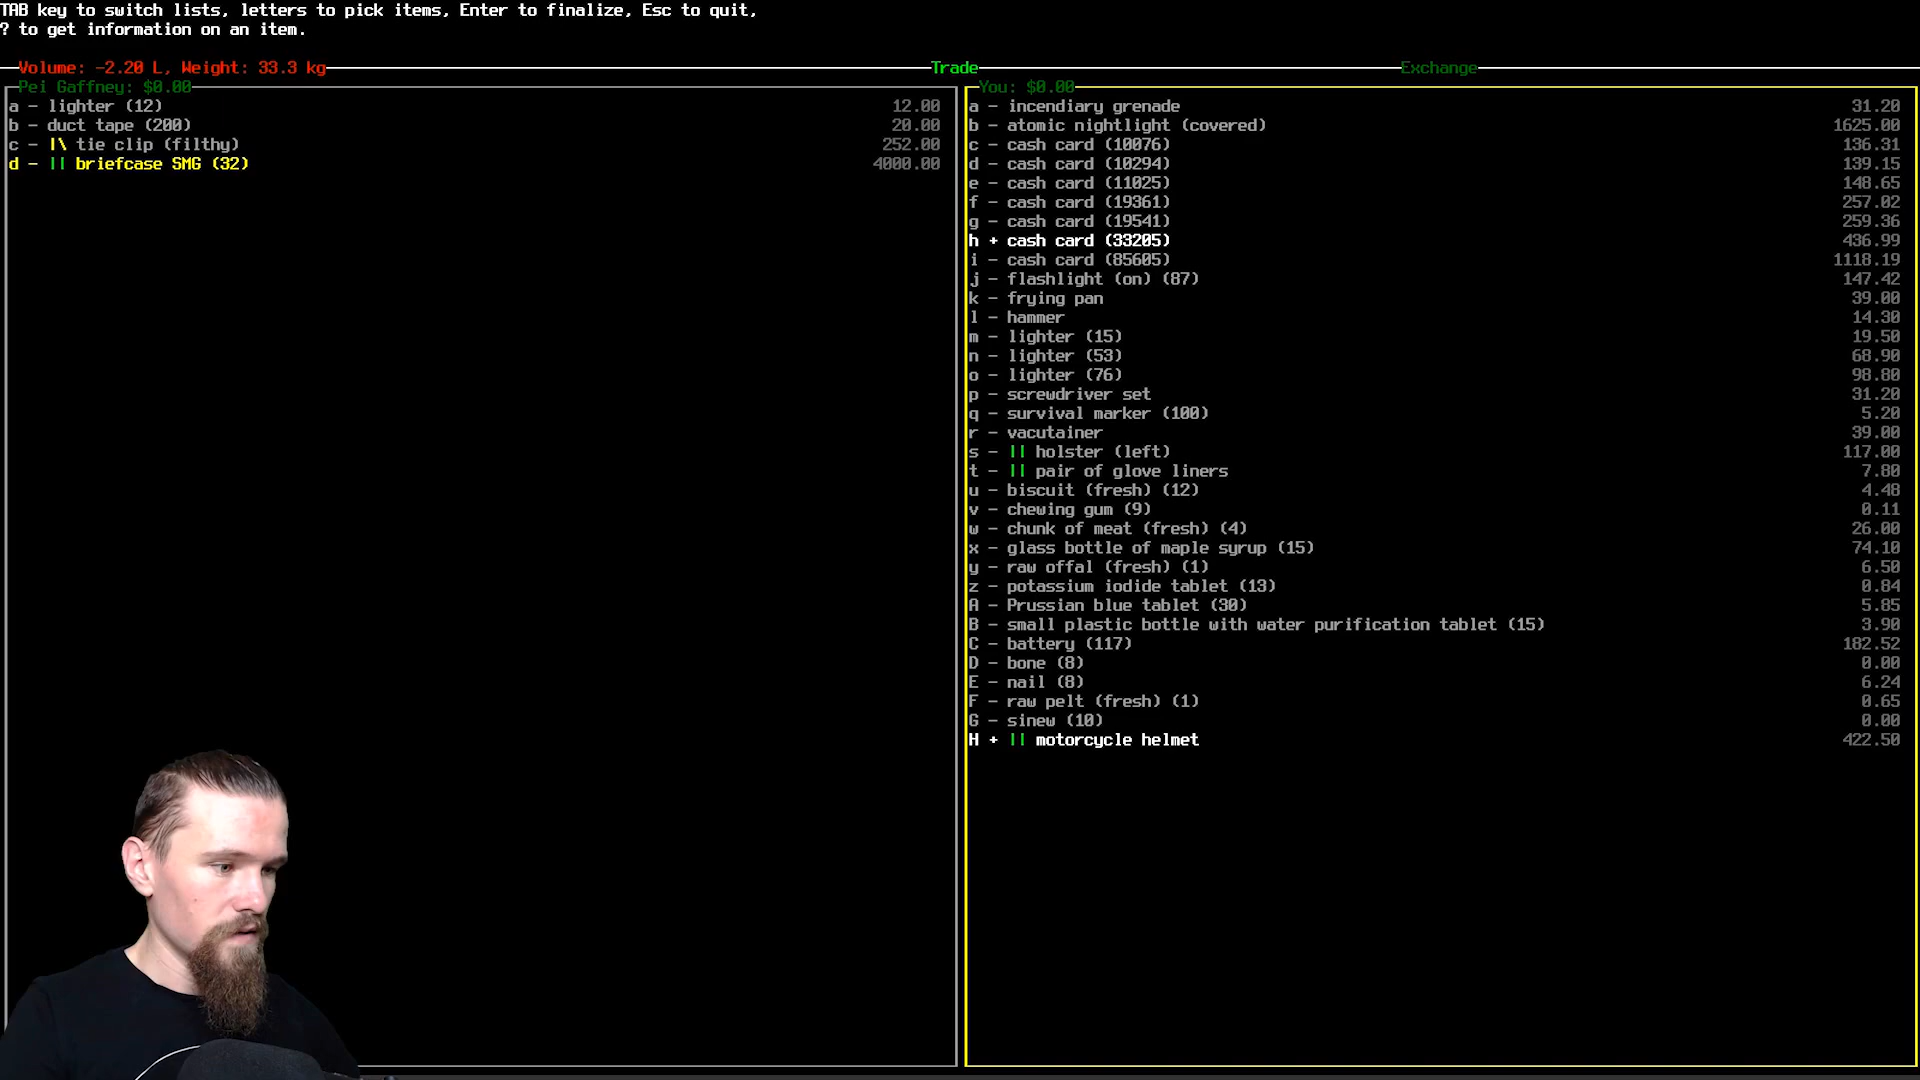 TAB key to switch lists, letters to pick items, Enter to finalize, Esc to quit,
? to get information on an item.
Volume: -2.20 L, Weight: 33.3 kg
Trade
Exchange
Pei Gaffney: $0.00
a - lighter (12) 12.00
b - duct tape (200) 20.00
c - |\ tie clip (filthy) 252.00
d - || briefcase SMG (32) 4000.00
You: $0.00
a - incendiary grenade 31.20
b - atomic nightlight (covered) 1625.00
c - cash card (10076) 136.31
d - cash card (10294) 139.15
e - cash card (11025) 148.65
f - cash card (19361) 257.02
g - cash card (19541) 259.36
h + cash card (33205) 436.99
i - cash card (85605) 1118.19
j - flashlight (on) (87) 147.42
k - frying pan 39.00
l - hammer 14.30
m - lighter (15) 19.50
n - lighter (53) 68.90
o - lighter (76) 98.80
p - screwdriver set 31.20
q - survival marker (100) 5.20
r - vacutainer 39.00
s - || holster (left) 117.00
t - || pair of glove liners 7.80
u - biscuit (fresh) (12) 4.48
v - chewing gum (9) 0.11
w - chunk of meat (fresh) (4) 26.00
x - glass bottle of maple syrup (15) 74.10
y - raw offal (fresh) (1) 6.50
z - potassium iodide tablet (13) 0.84
A - Prussian blue tablet (30) 5.85
B - small plastic bottle with water purification tablet (15) 3.90
C - battery (117) 182.52
D - bone (8) 0.00
E - nail (8) 6.24
F - raw pelt (fresh) (1) 0.65
G - sinew (10) 0.00
H + || motorcycle helmet 422.50